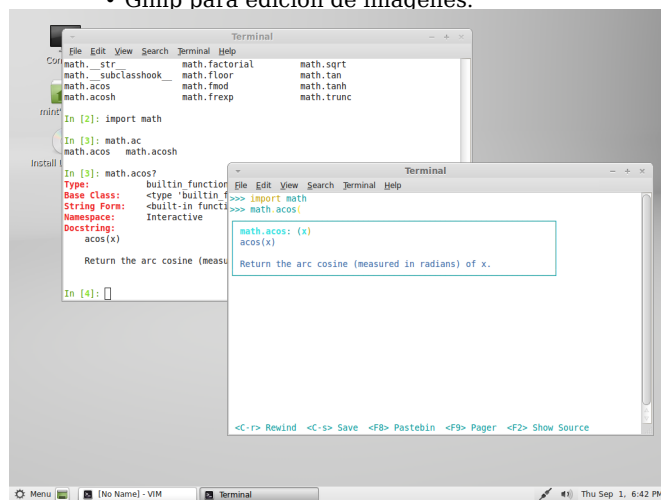 • Gimp para edición de imágenes.
Terminal
File Edit View Search Terminal Help
math.__str__ math.factorial math.sqrt
math.__subclasshook__ math.floor math.tan
math.acos math.fmod math.tanh
math.acosh math.frexp math.trunc
In [2]: import math
In [3]: math.ac
math.acos math.acosh
In [3]: math.acos?
Type: builtin_function
Base Class: <type 'builtin_f
String Form: <built-in functi
Namespace: Interactive
Docstring:
acos(x)
Return the arc cosine (measu
In [4]:
Com
mint
Install
Terminal
File Edit View Search Terminal Help
>>> import math
>>> math.acos(
math.acos: (x)
acos(x)
Return the arc cosine (measured in radians) of x.
<C-r> Rewind <C-s> Save <F8> Pastebin <F9> Pager <F2> Show Source
Menu [No Name] - VIM Terminal Thu Sep 1, 6:42 PM